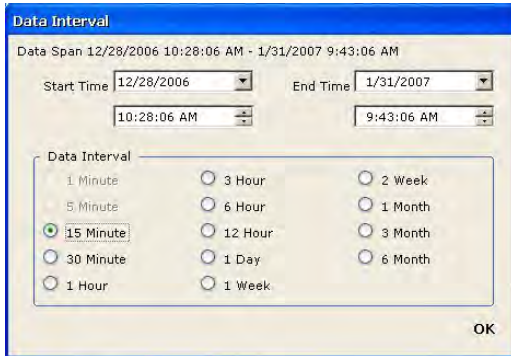 Data Interval
Data Span 12/28/2006 10:28:06 AM - 1/31/2007 9:43:06 AM
Start Time 12/28/2006 End Time 1/31/2007
10:28:06 AM 9:43:06 AM
Data Interval
1 Minute 3 Hour 2 Week
5 Minute 6 Hour 1 Month
15 Minute 12 Hour 3 Month
30 Minute 1 Day 6 Month
1 Hour 1 Week
OK